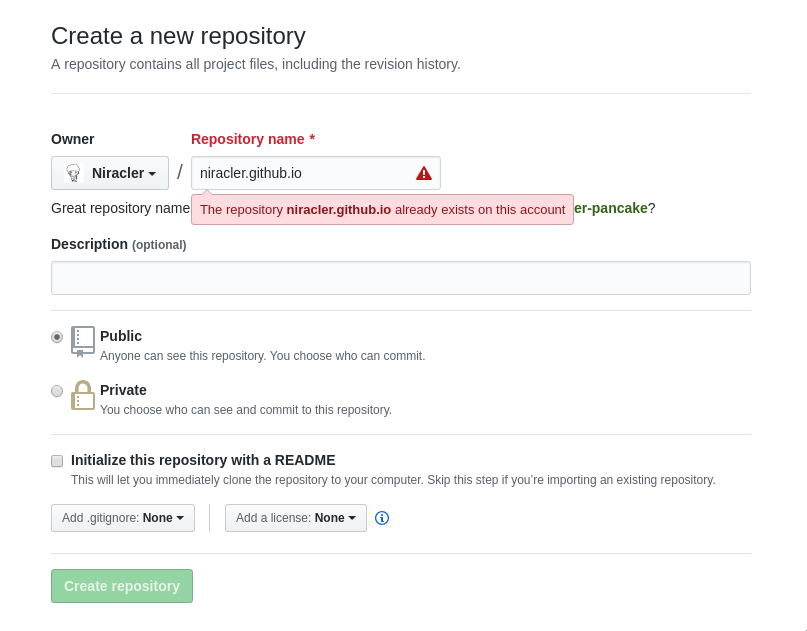 Create a new repository
A repository contains all project files, including the revision history.
Owner
Repository name *
Niracler
/
niracler.github.io
The repository niracler.github.io already exists on this account
Great repository name er-pancake?
Description (optional)
Public
Anyone can see this repository. You choose who can commit.
Private
You choose who can see and commit to this repository.
Initialize this repository with a README
This will let you immediately clone the repository to your computer. Skip this step if you’re importing an existing repository.
Add .gitignore: None
Add a license: None
Create repository